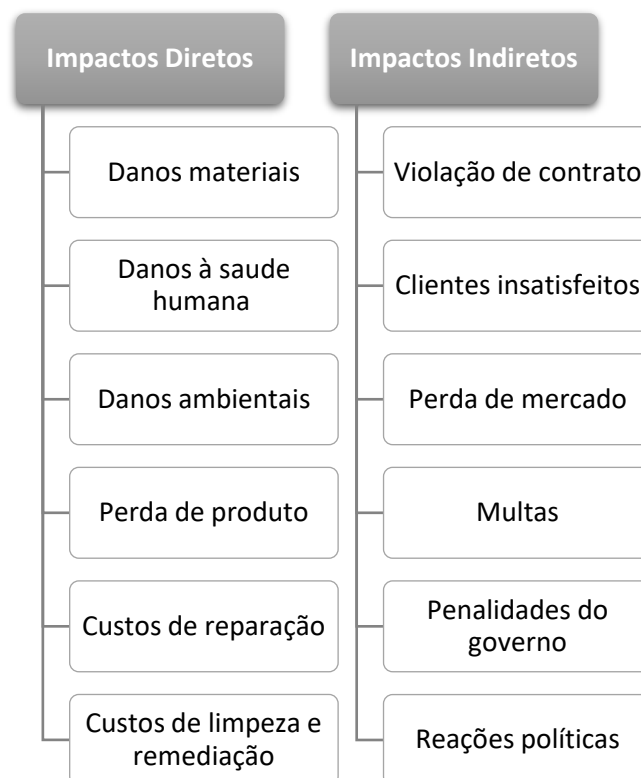 Impactos Diretos
Danos materiais
Danos à saude
humana
Danos ambientais
Perda de produto
Custos de reparação
Custos de limpeza e
remediação
Impactos Indiretos
Violação de contrato
Clientes insatisfeitos
Perda de mercado
Multas
Penalidades do
governo
Reações políticas